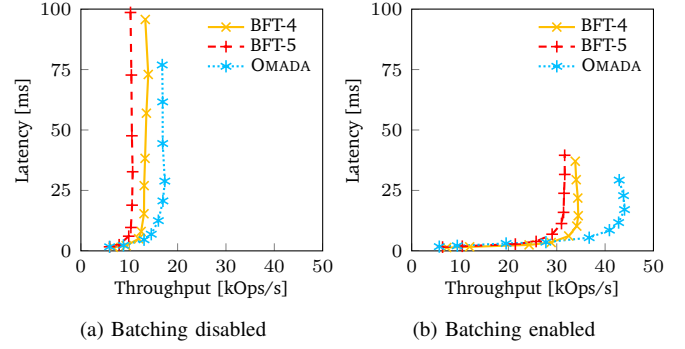 100
75
50
25
0
0 10 20 30 40 50
Latency [ms]
Throughput [kOps/s]
BFT-4
BFT-5
OMADA
(a) Batching disabled
100
75
50
25
0
0 10 20 30 40 50
Latency [ms]
Throughput [kOps/s]
BFT-4
BFT-5
OMADA
(b) Batching enabled